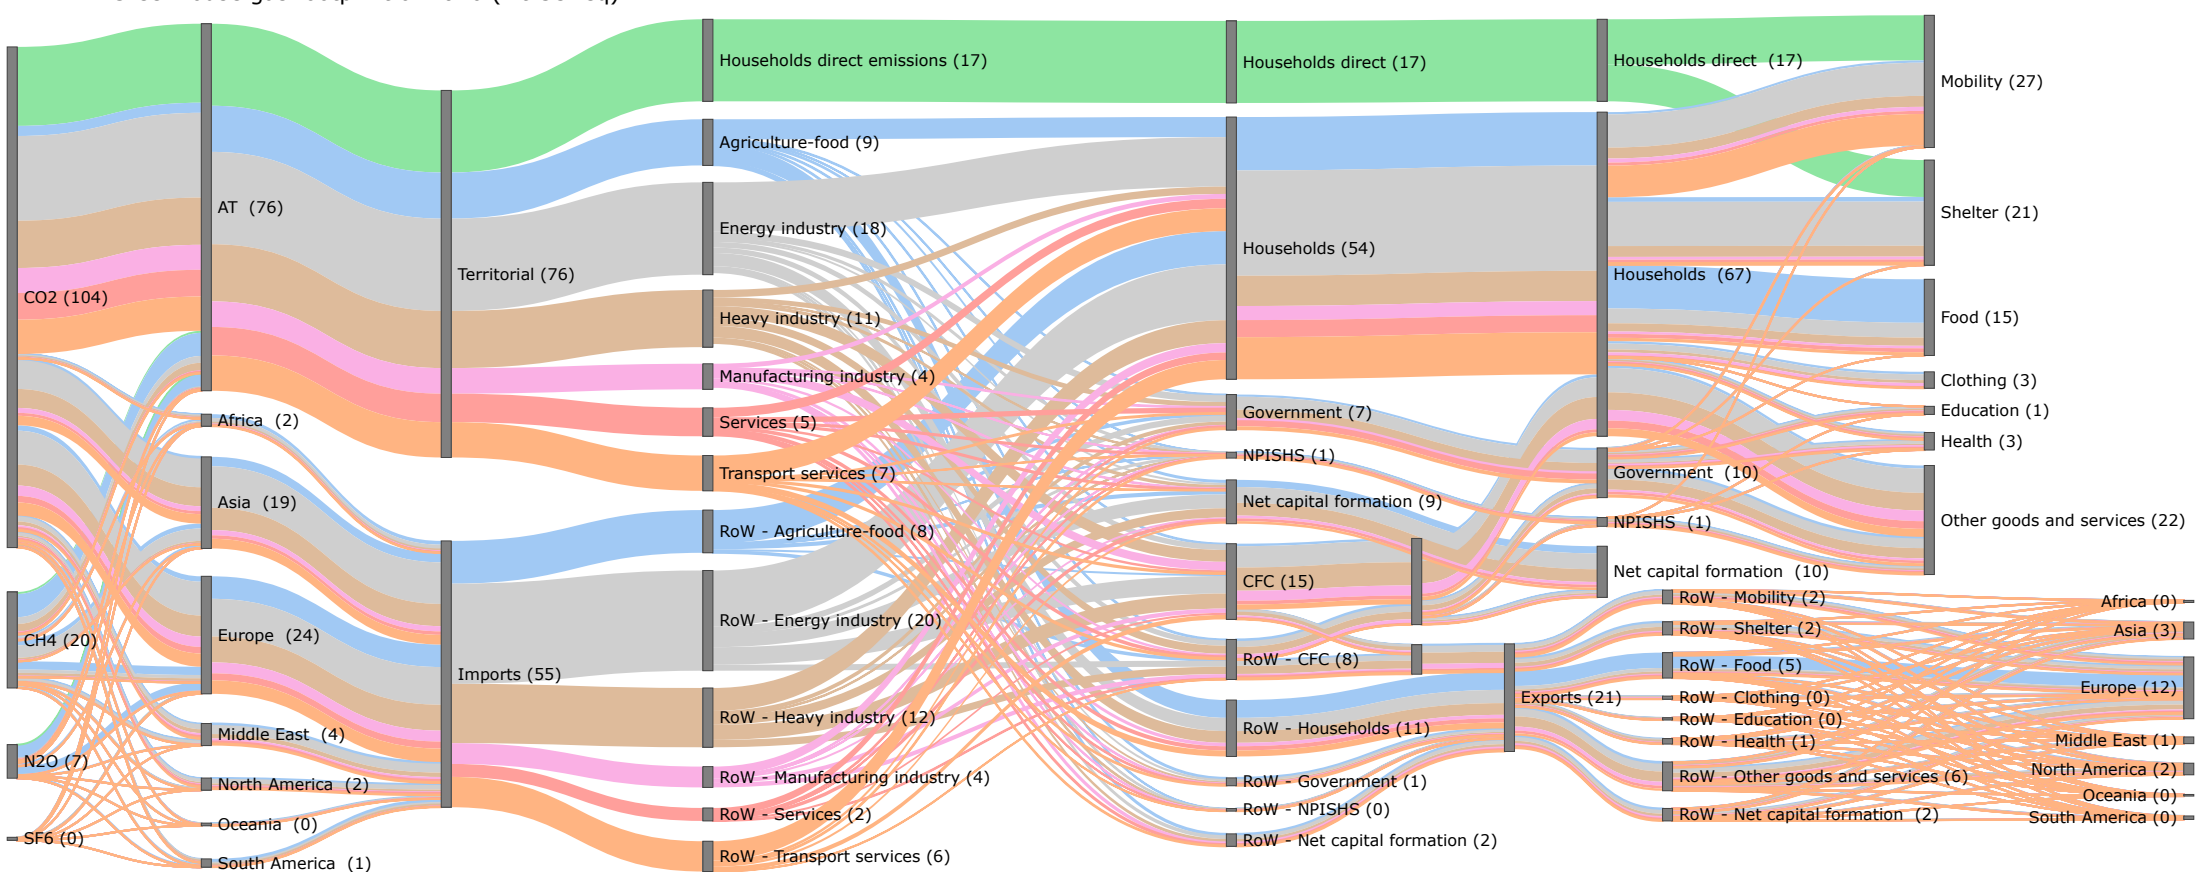 CO2 (104)
CH4 (20)
N2O (7)
SF6 (0)
AT (76)
Africa (2)
Asia (19)
Europe (24)
Middle East (4)
North America (2)
Oceania (0)
South America (1)
Territorial (76)
Imports (55)
Households direct emissions (17)
Agriculture-food (9)
Energy industry (18)
Heavy industry (11)
Manufacturing industry (4)
Services (5)
Transport services (7)
RoW - Agriculture-food (8)
RoW - Energy industry (20)
RoW - Heavy industry (12)
RoW - Manufacturing industry (4)
RoW - Services (2)
RoW - Transport services (6)
Households direct (17)
Households (54)
Government (7)
NPISHS (1)
Net capital formation (9)
CFC (15)
RoW - CFC (8)
RoW - Households (11)
RoW - Government (1)
RoW - NPISHS (0)
RoW - Net capital formation (2)
Exports (21)
Households direct (17)
Households (67)
Government (10)
NPISHS (1)
Net capital formation (10)
RoW - Mobility (2)
RoW - Shelter (2)
RoW - Food (5)
RoW - Clothing (0)
RoW - Education (0)
RoW - Health (1)
RoW - Other goods and services (6)
RoW - Net capital formation (2)
Mobility (27)
Shelter (21)
Food (15)
Clothing (3)
Education (1)
Health (3)
Other goods and services (22)
Africa (0)
Asia (3)
Europe (12)
Middle East (1)
North America (2)
Oceania (0)
South America (0)